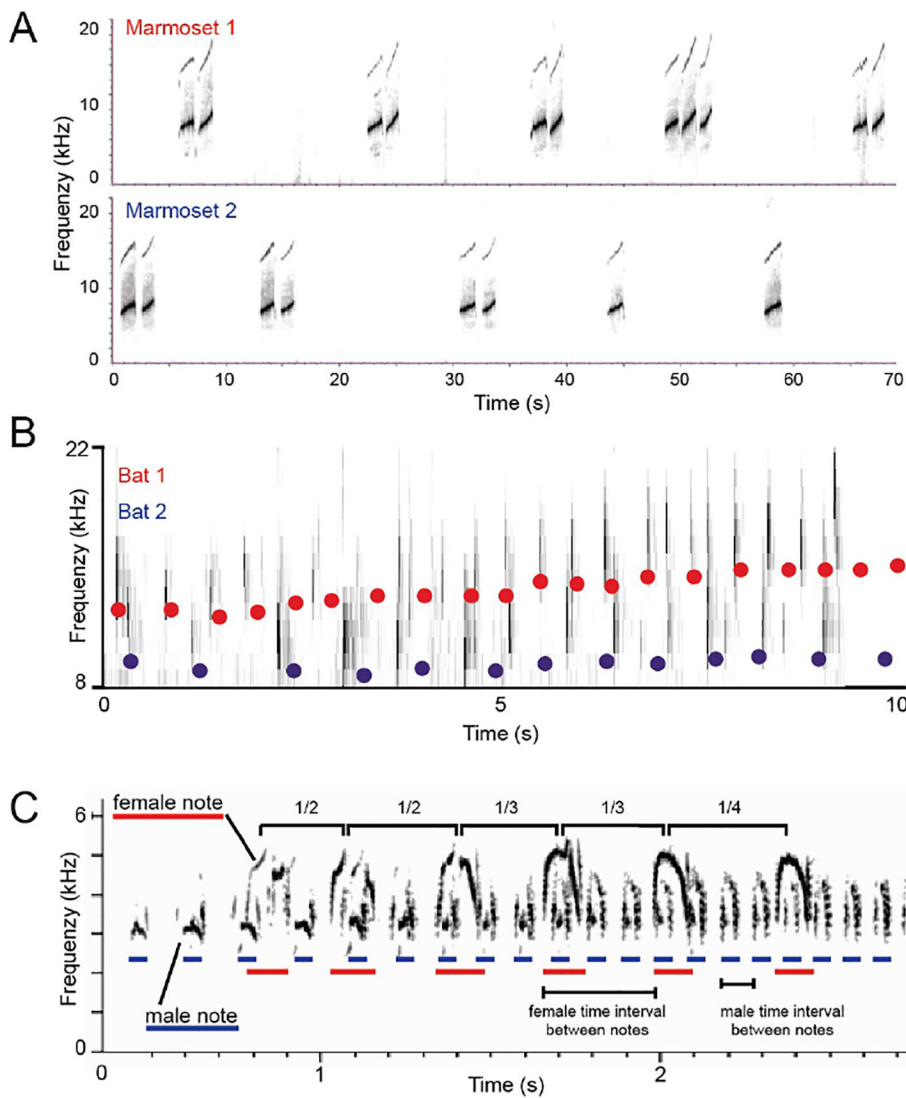 A
Marmoset 1
20
10
0
Marmoset 2
20
10
0
Frequenzy (kHz)
0 10 20 30 40 50 60 70
Time (s)
B
22
Bat 1
Bat 2
Frequenzy (kHz)
8
0 5 10
Time (s)
C
female note
1/2 1/2 1/3 1/3 1/4
6
Frequenzy (kHz)
male note
female time interval
between notes
male time interval
between notes
0
0 1 2
Time (s)